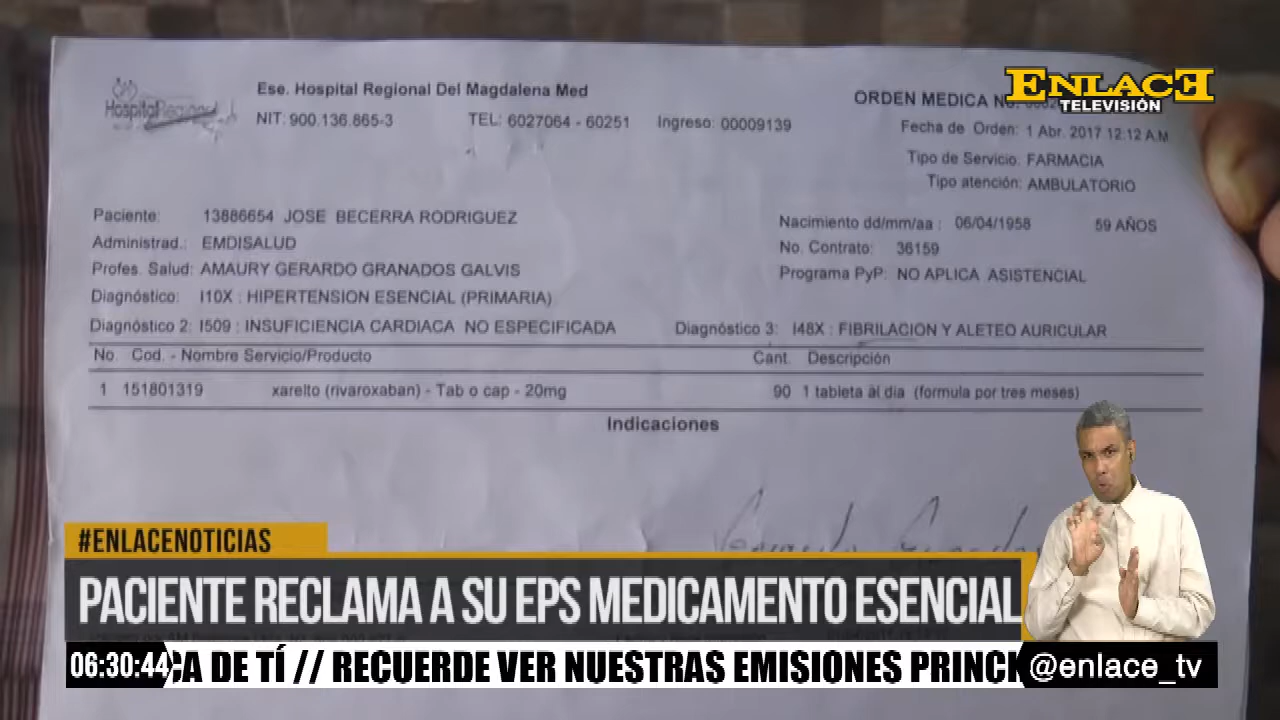 Hospital Regional
Ese. Hospital Regional Del Magdalena Med
NIT: 900.136.865-3 TEL: 6027064 - 60251 Ingreso: 00009139
ORDEN MEDICA No.
Fecha de Orden: 1 Abr. 2017 12:12 A.M
Tipo de Servicio: FARMACIA
Tipo atención: AMBULATORIO
ENLACE
TELEVISIÓN
Paciente: 13886654 JOSE BECERRA RODRIGUEZ
Nacimiento dd/mm/aa : 06/04/1958 59 AÑOS
Administrad.: EMDISALUD
No. Contrato: 36159
Profes. Salud: AMAURY GERARDO GRANADOS GALVIS
Programa PyP: NO APLICA ASISTENCIAL
Diagnóstico: I10X : HIPERTENSION ESENCIAL (PRIMARIA)
Diagnóstico 2: I509 : INSUFICIENCIA CARDIACA NO ESPECIFICADA Diagnóstico 3: I48X : FIBRILACION Y ALETEO AURICULAR
No. Cod. - Nombre Servicio/Producto Cant. Descripción
1 151801319 xarelto (rivaroxaban) - Tab o cap - 20mg 90 1 tableta al dia (formula por tres meses)
Indicaciones
#ENLACENOTICIAS
PACIENTE RECLAMA A SU EPS MEDICAMENTO ESENCIAL
06:30:44 CA DE TÍ // RECUERDE VER NUESTRAS EMISIONES PRINCI @enlace_tv